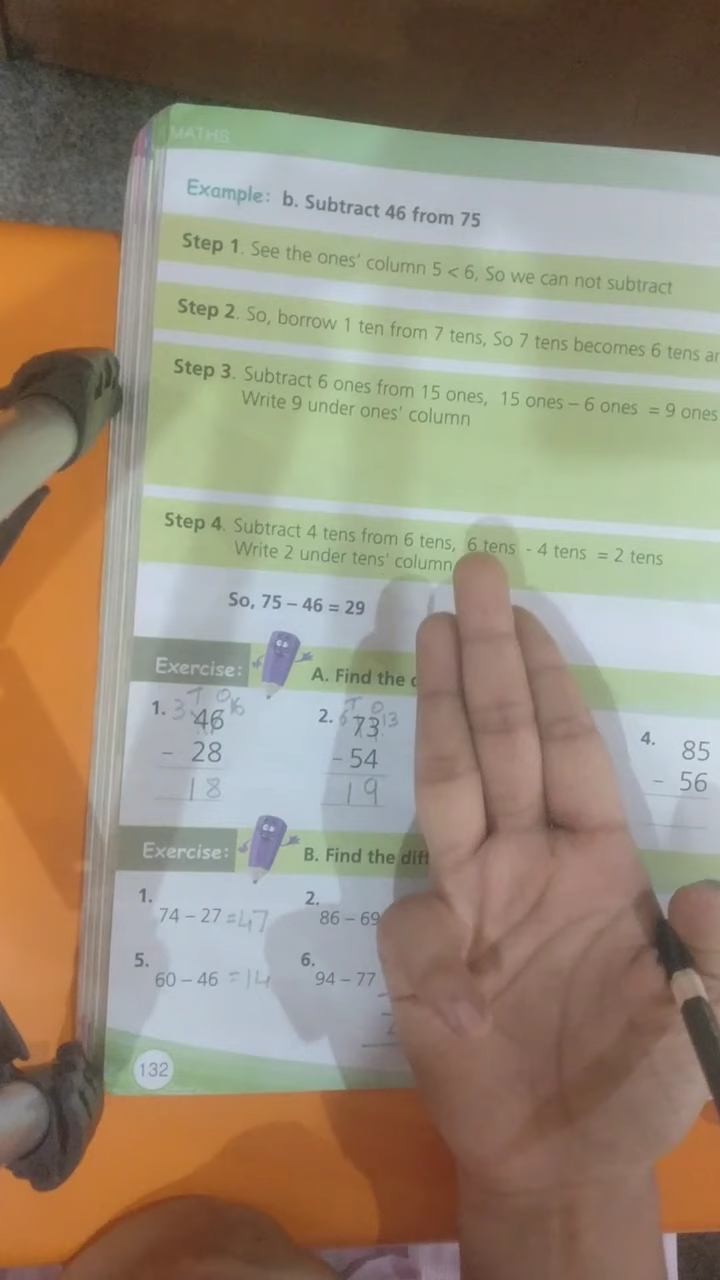 MATHS
Example: b. Subtract 46 from 75
Step 1. See the ones' column 5 < 6, So we can not subtract
Step 2. So, borrow 1 ten from 7 tens, So 7 tens becomes 6 tens
Step 3. Subtract 6 ones from 15 ones, 15 ones – 6 ones = 9 ones
Write 9 under ones' column
Step 4. Subtract 4 tens from 6 tens, 6 tens - 4 tens = 2 tens
Write 2 under tens' column
So, 75 – 46 = 29
Exercise: A. Find the
T O T O
1. 3 46 16 2. 6 73 13 4. 85
– 28 – 54 – 56
18 19
Exercise: B. Find the
1. 2.
74 – 27 = 47 86 – 69
5. 6.
60 – 46 = 14 94 – 77
132